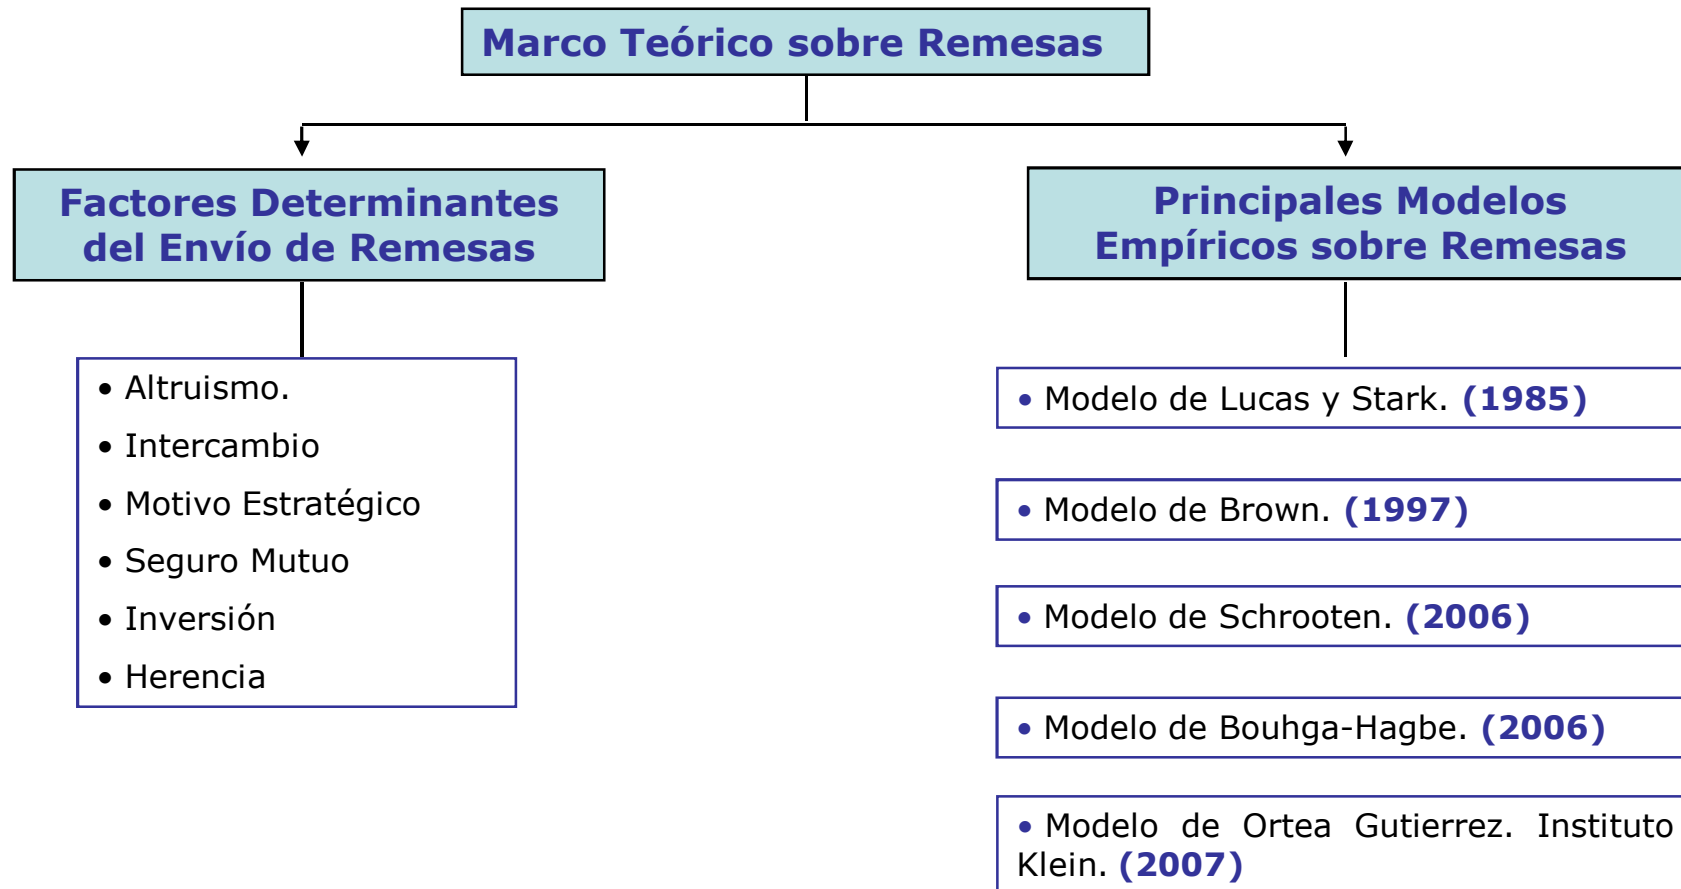 Marco Teórico sobre Remesas
Factores Determinantes
del Envío de Remesas
• Altruismo.
• Intercambio
• Motivo Estratégico
• Seguro Mutuo
• Inversión
• Herencia
Principales Modelos
Empíricos sobre Remesas
• Modelo de Lucas y Stark. (1985)
• Modelo de Brown. (1997)
• Modelo de Schrooten. (2006)
• Modelo de Bouhga-Hagbe. (2006)
• Modelo de Ortea Gutierrez. Instituto
Klein. (2007)